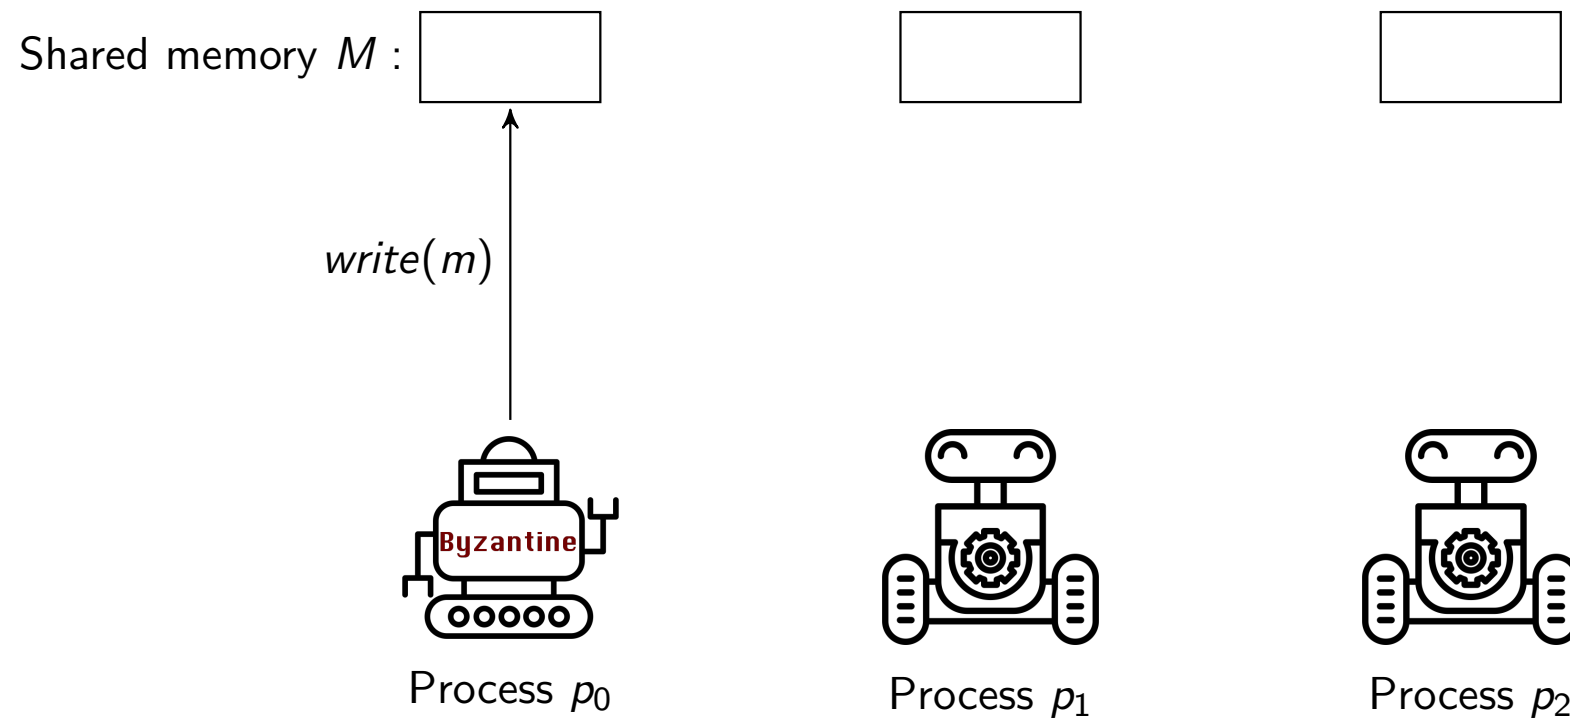 Shared memory M :
write(m)
Byzantine
Process p₀ Process p₁ Process p₂